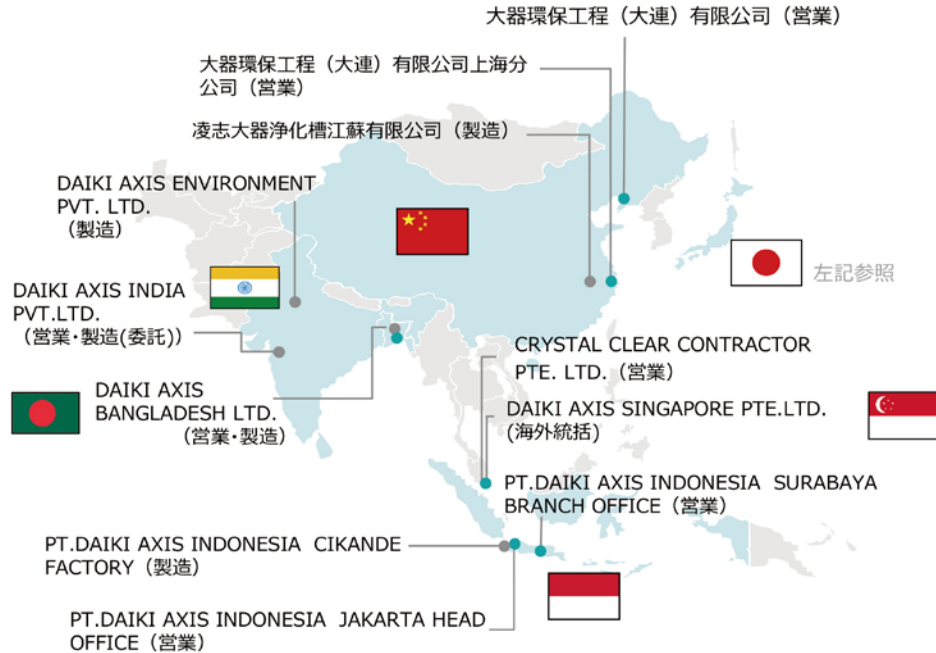 大器環保工程（大連）有限公司（営業）
大器環保工程（大連）有限公司上海分
公司（営業）
凌志大器浄化槽江蘇有限公司（製造）
DAIKI AXIS ENVIRONMENT
PVT. LTD.
（製造）
左記参照
DAIKI AXIS INDIA
PVT.LTD.
（営業・製造(委託)）
CRYSTAL CLEAR CONTRACTOR
PTE. LTD.（営業）
DAIKI AXIS
BANGLADESH LTD.
（営業・製造）
DAIKI AXIS SINGAPORE PTE.LTD.
(海外統括)
PT.DAIKI AXIS INDONESIA SURABAYA
BRANCH OFFICE（営業）
PT.DAIKI AXIS INDONESIA CIKANDE
FACTORY（製造）
PT.DAIKI AXIS INDONESIA JAKARTA HEAD
OFFICE（営業）